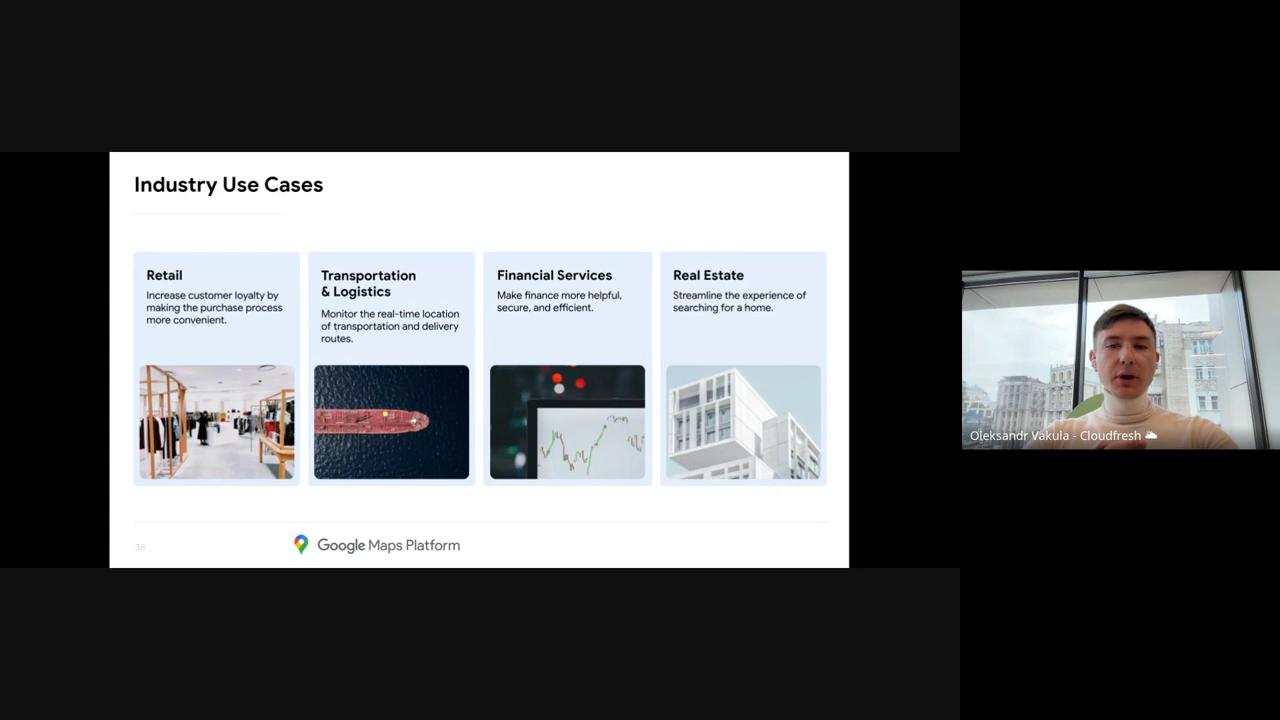 Industry Use Cases
Retail
Increase customer loyalty by
making the purchase process
more convenient.
Transportation
& Logistics
Monitor the real-time location
of transportation and delivery
routes.
Financial Services
Make finance more helpful,
secure, and efficient.
Real Estate
Streamline the experience of
searching for a home.
38
Google Maps Platform
Oleksandr Vakula - Cloudfresh 🌥